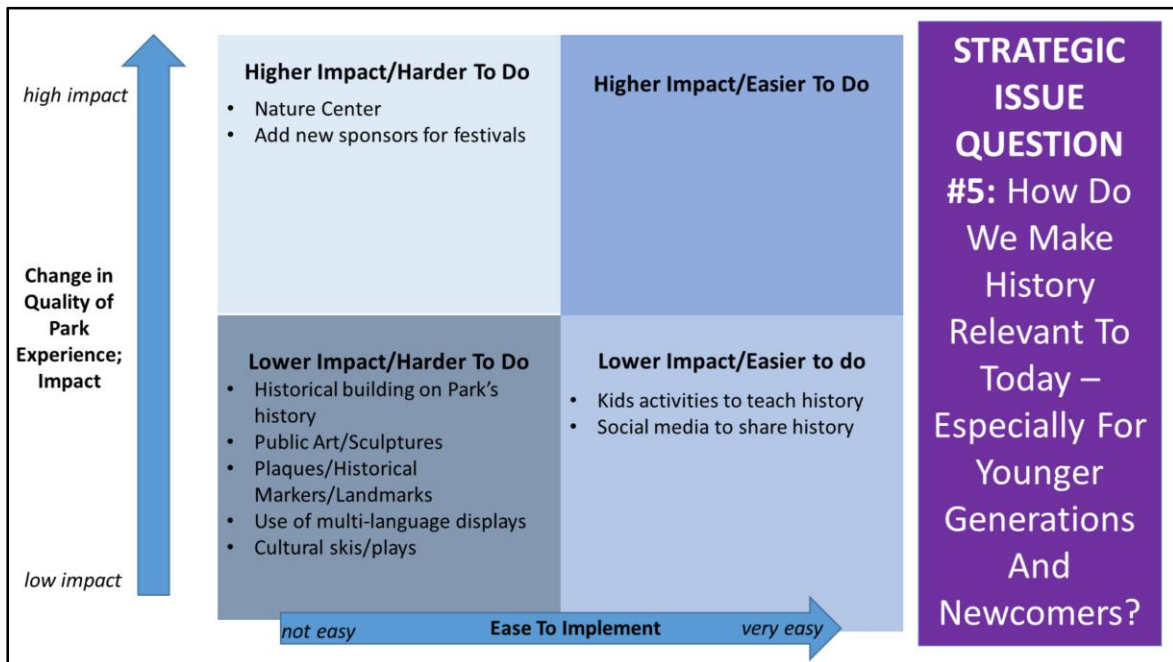 high impact
Change in
Quality of
Park
Experience;
Impact
low impact
Higher Impact/Harder To Do
• Nature Center
• Add new sponsors for festivals
Higher Impact/Easier To Do
Lower Impact/Harder To Do
• Historical building on Park's
history
• Public Art/Sculptures
• Plaques/Historical
Markers/Landmarks
• Use of multi-language displays
• Cultural skis/plays
Lower Impact/Easier to do
• Kids activities to teach history
• Social media to share history
not easy Ease To Implement very easy
STRATEGIC
ISSUE
QUESTION
#5: How Do
We Make
History
Relevant To
Today –
Especially For
Younger
Generations
And
Newcomers?